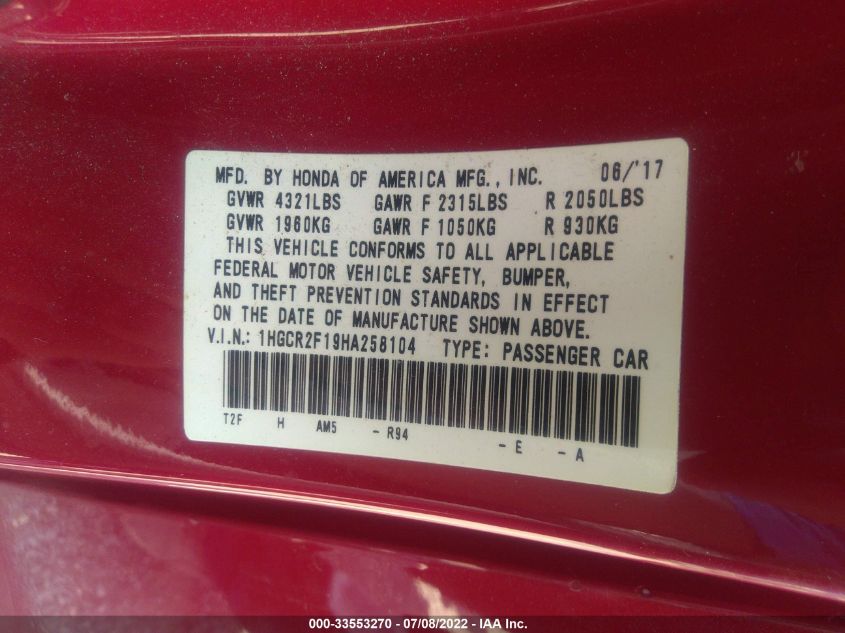 MFD. BY HONDA OF AMERICA MFG., INC. 06/'17
GVWR 4321LBS GAWR F 2315LBS R 2050LBS
GVWR 1960KG GAWR F 1050KG R 930KG
THIS VEHICLE CONFORMS TO ALL APPLICABLE
FEDERAL MOTOR VEHICLE SAFETY, BUMPER,
AND THEFT PREVENTION STANDARDS IN EFFECT
ON THE DATE OF MANUFACTURE SHOWN ABOVE.
V.I.N.: 1HGCR2F19HA258104 TYPE: PASSENGER CAR
T2F H AM5 - R94 - E - A
000-33553270 - 07/08/2022 - IAA Inc.